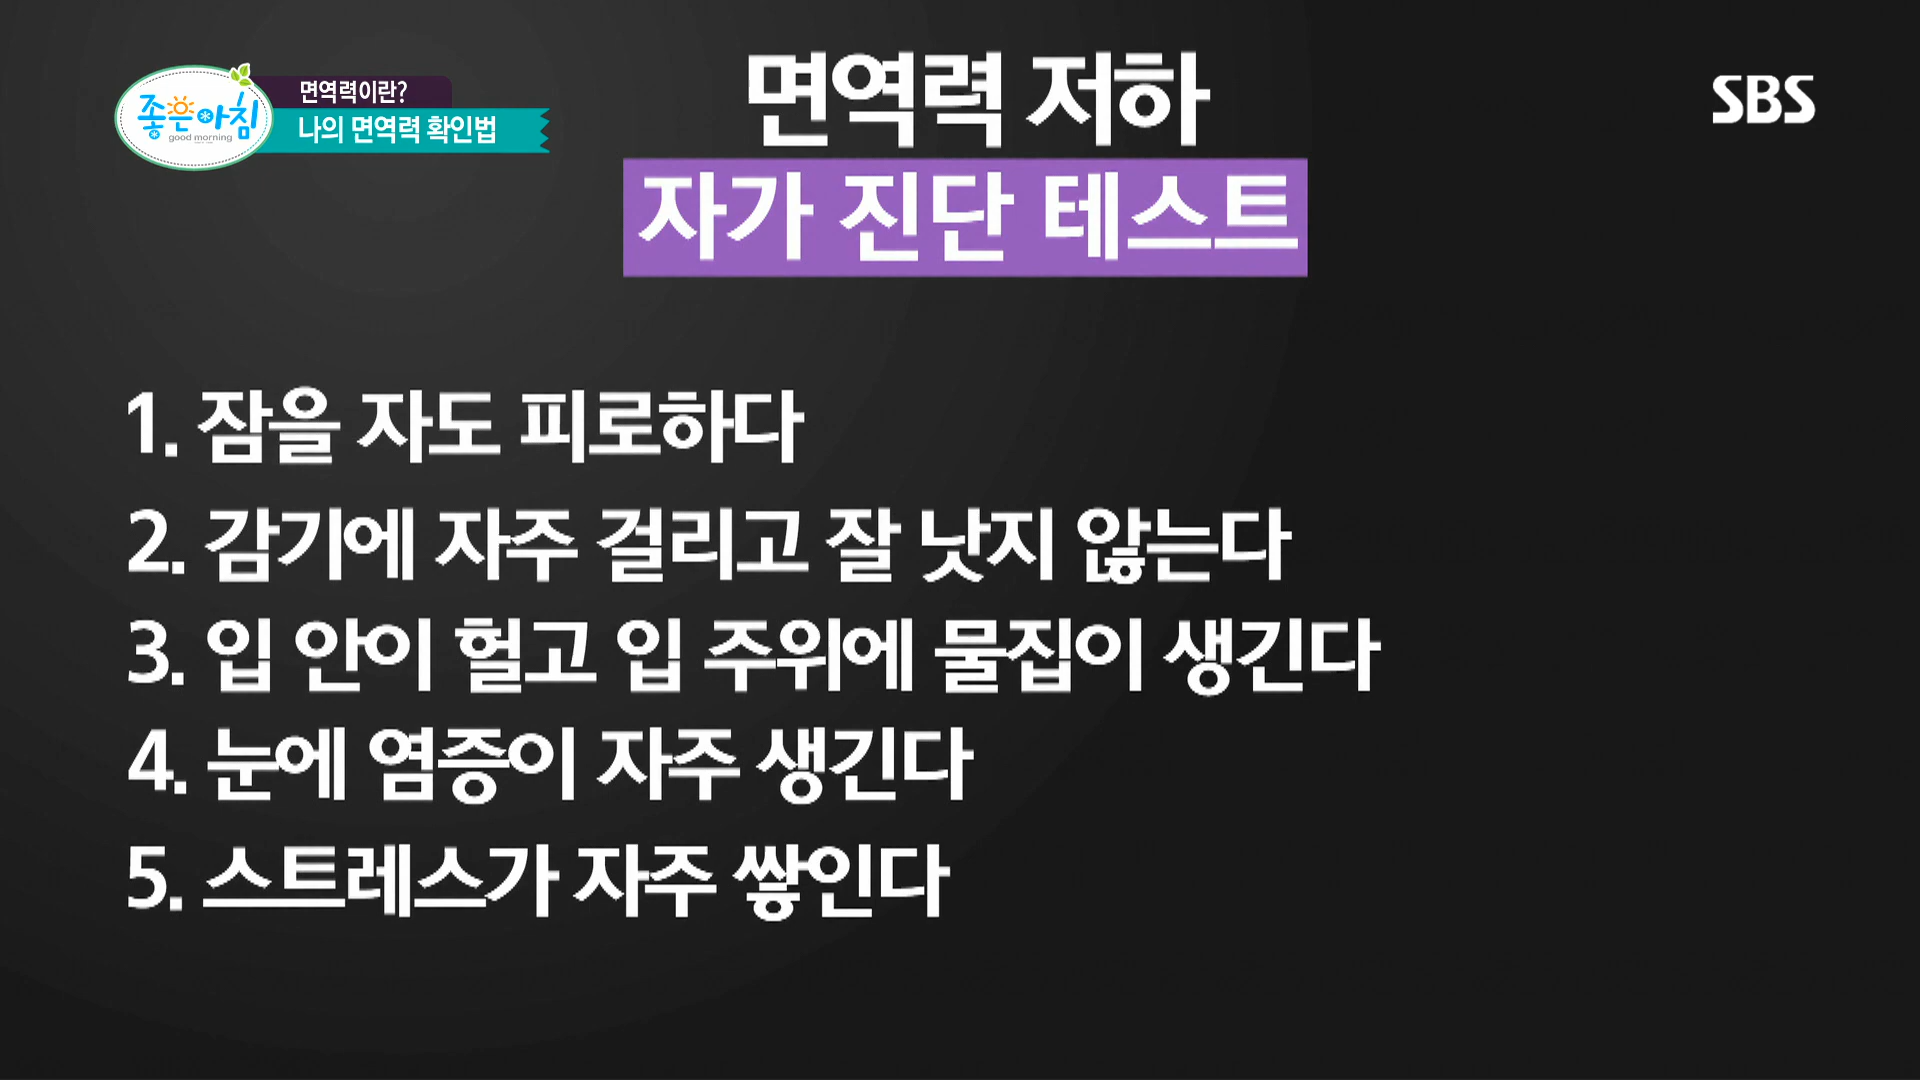 좋은아침
good morning
면역력이란?
나의 면역력 확인법
SBS
면역력 저하
자가 진단 테스트
1. 잠을 자도 피로하다
2. 감기에 자주 걸리고 잘 낫지 않는다
3. 입 안이 헐고 입 주위에 물집이 생긴다
4. 눈에 염증이 자주 생긴다
5. 스트레스가 자주 쌓인다